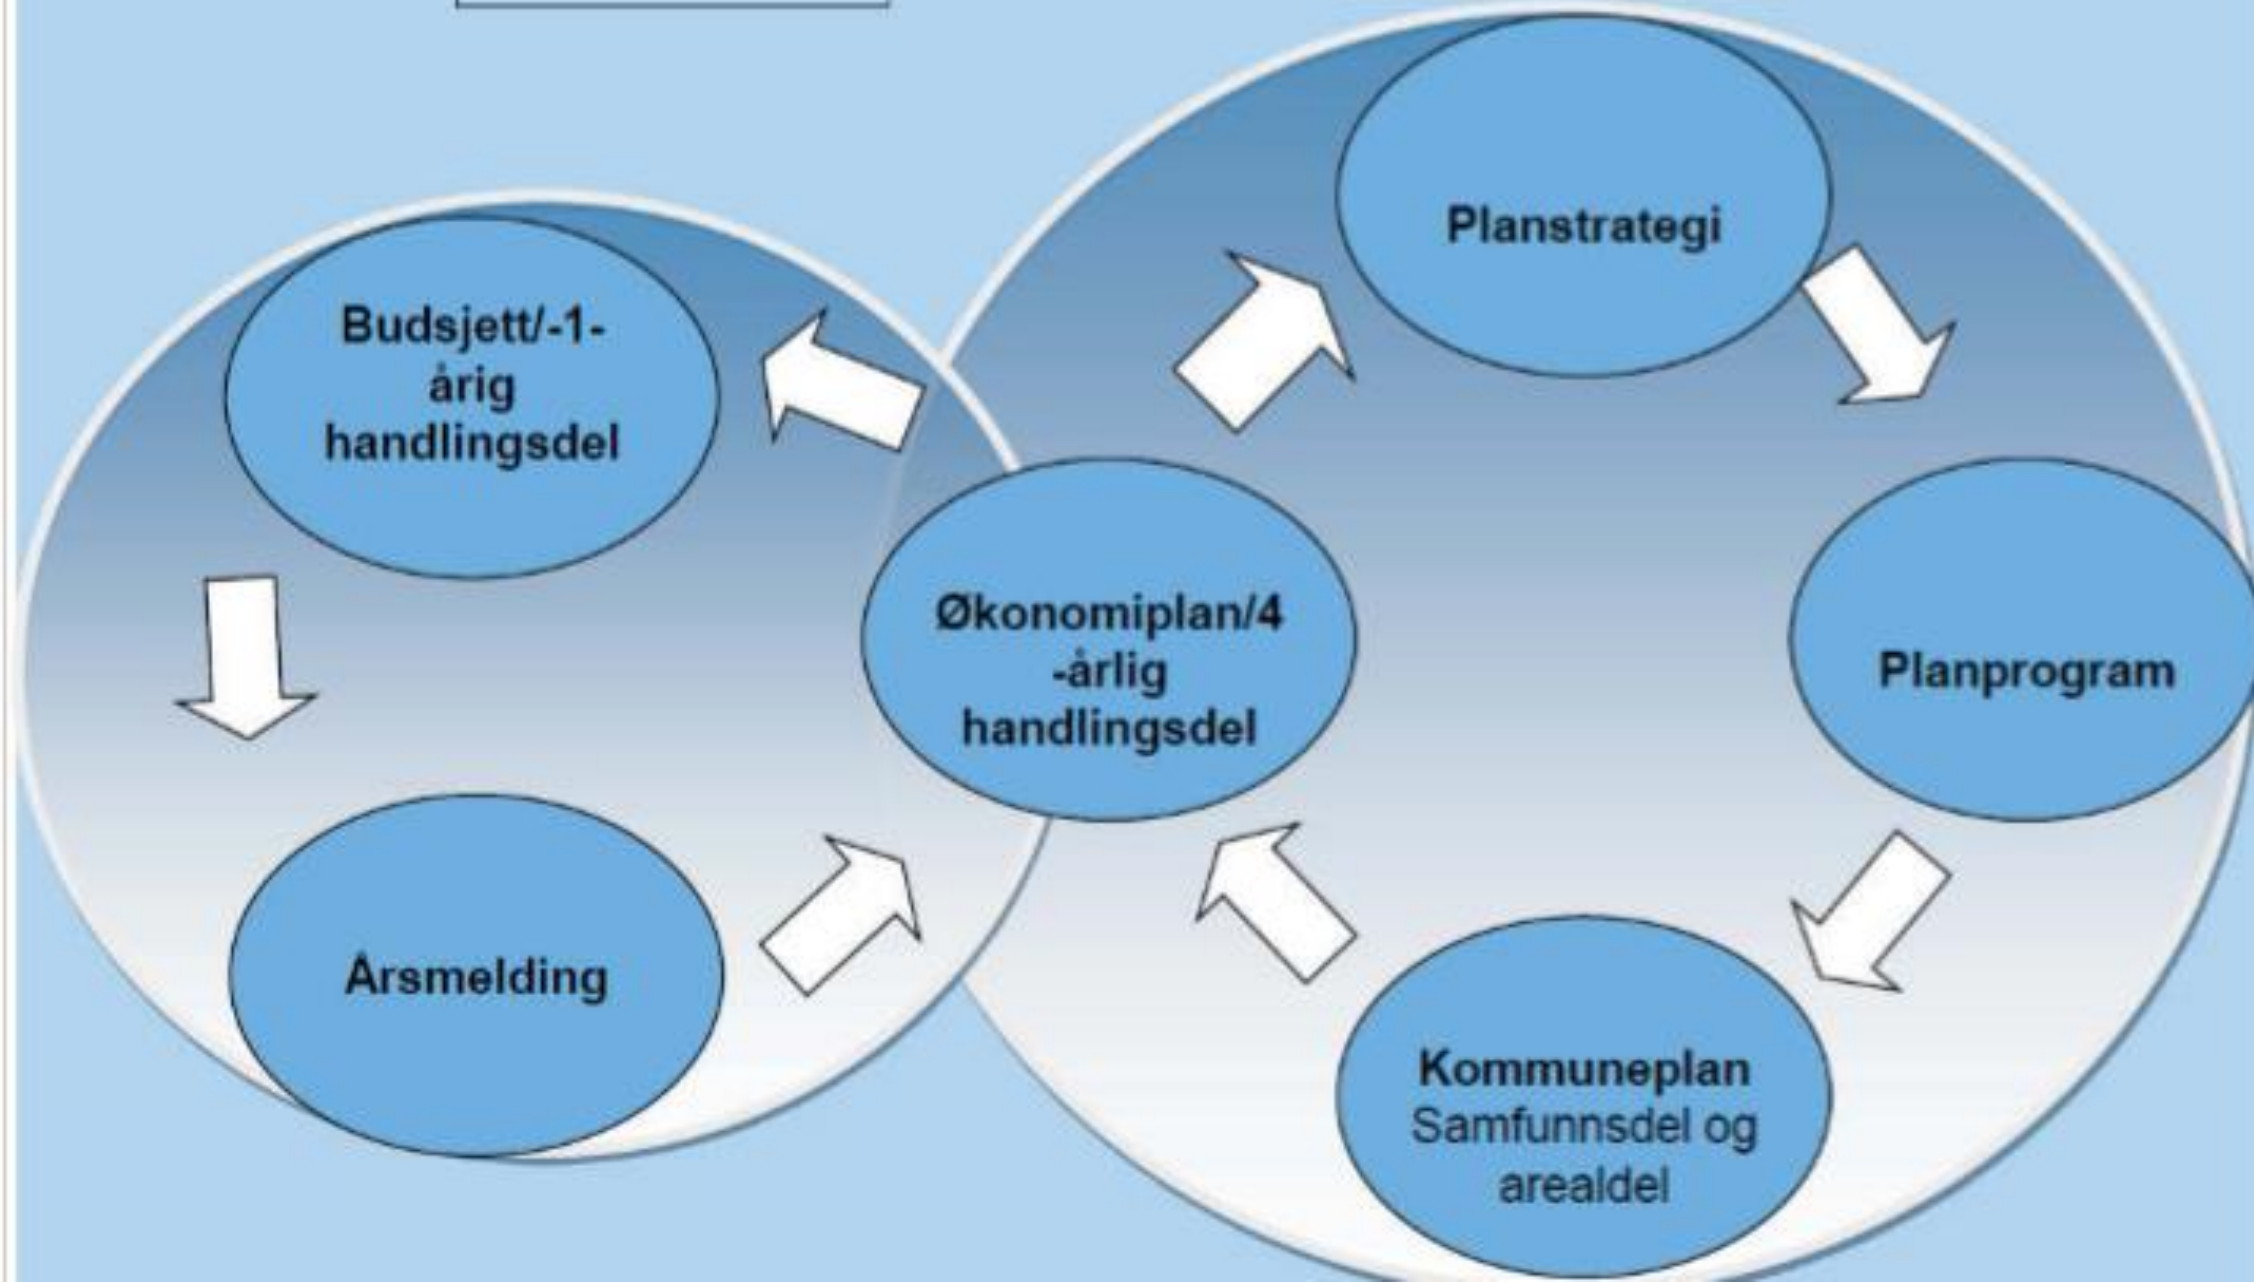 Planstrategi
Budsjett/-1-
årig
handlingsdel
Økonomiplan/4
-årlig
handlingsdel
Planprogram
Årsmelding
Kommuneplan
Samfunnsdel og
arealdel